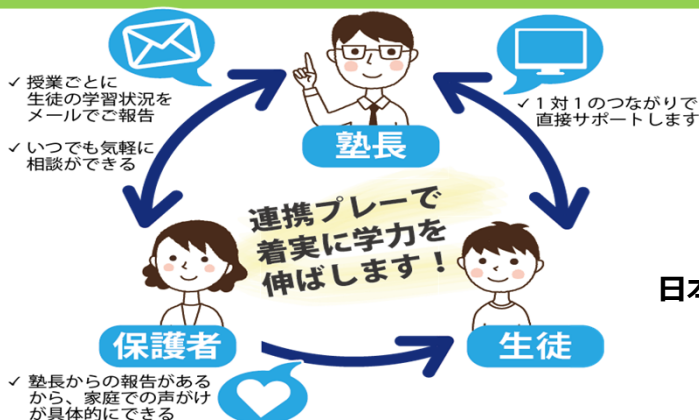 ✓ 授業ごとに
生徒の学習状況を
メールでご報告
✓ いつでも気軽に
相談ができる
✓ 1対1のつながりで
直接サポートします
塾長
連携プレーで
着実に学力を
伸ばします！
日本
保護者
生徒
✓ 塾長からの報告がある
から、家庭での声がけ
が具体的にできる